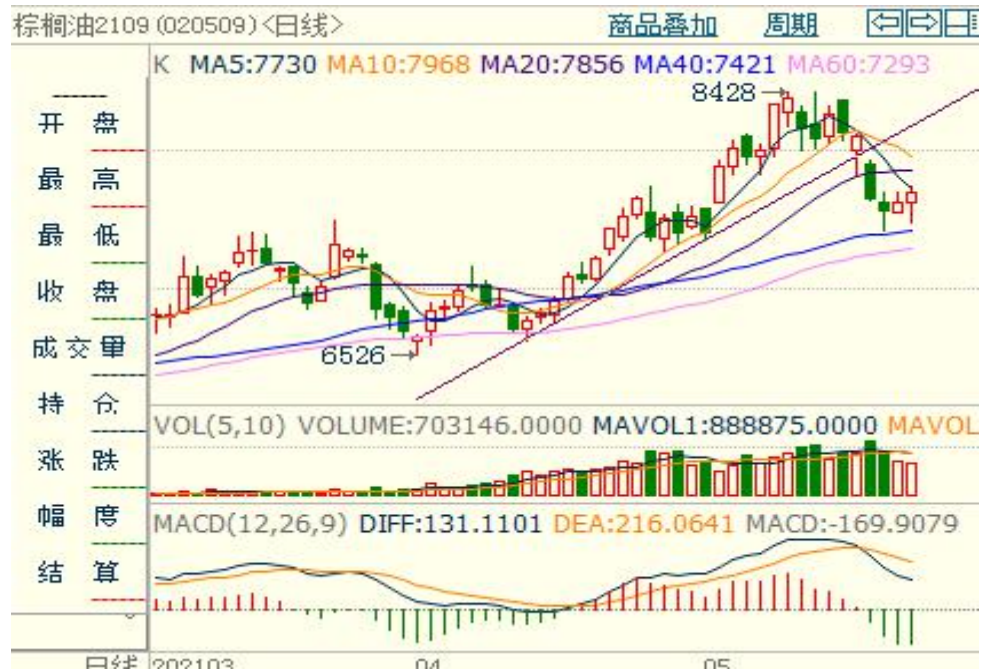 棕榈油2109 (020509)<日线> 商品叠加 周期
K MA5:7730 MA10:7968 MA20:7856 MA40:7421 MA60:7293
8428
开 盘
最 高
最 低
收 盘
成交量
6526
持 仓
VOL(5,10) VOLUME:703146.0000 MAVOL1:888875.0000 MAVOL
涨 跌
幅 度
MACD(12,26,9) DIFF:131.1101 DEA:216.0641 MACD:-169.9079
结 算
日线 202103 04 05